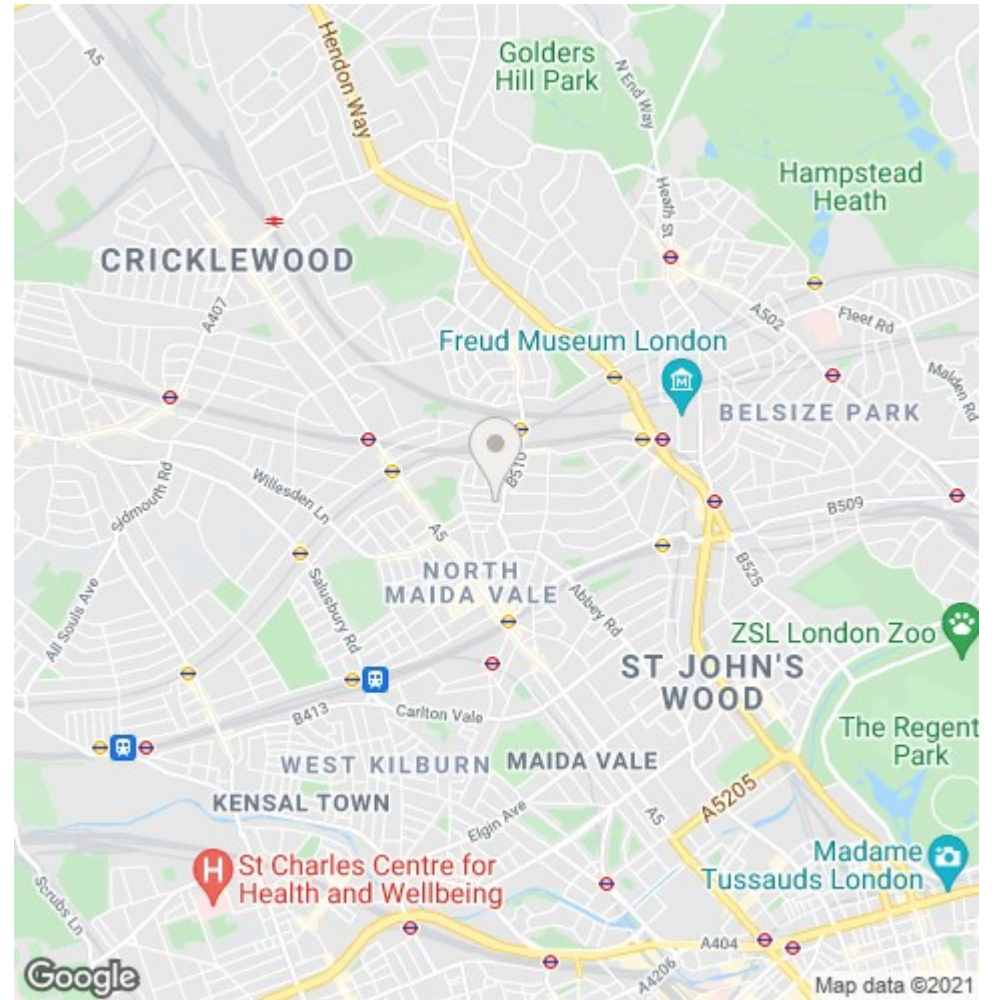 A5
Hendon Way
Golders
Hill Park
N End Way
Hampstead
Heath
Heath St
CRICKLEWOOD
A407
A502
Fleet Rd
Freud Museum London
Malden Rd
BELSIZE PARK
B510
Sidmouth Rd
Willesden Ln
B509
A5
NORTH
MAIDA VALE
B525
Salusbury Rd
Abbey Rd
All Souls Ave
ZSL London Zoo
ST JOHN'S
WOOD
B413
Carlton Vale
The Regent
Park
WEST KILBURN
MAIDA VALE
KENSAL TOWN
A5205
Elgin Ave
A5
H
St Charles Centre for
Health and Wellbeing
Madame
Tussauds London
Scrubs Ln
A404
A4206
Google
Map data ©2021